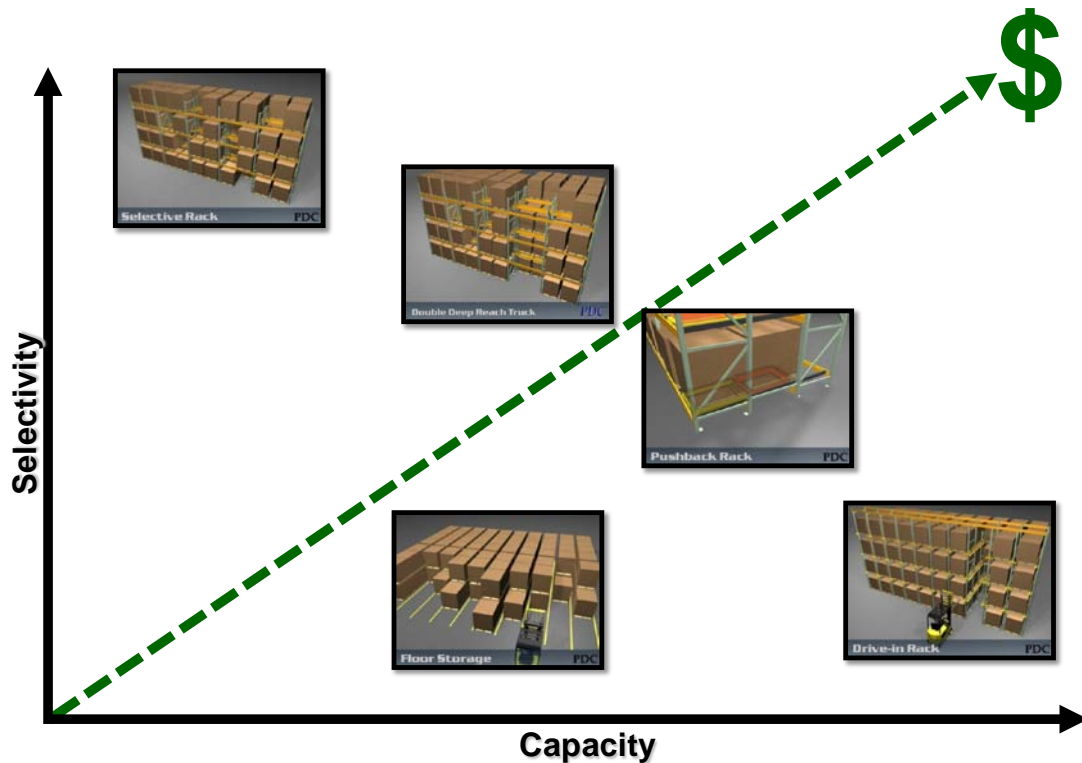 $
Selective Rack PDC
Double Deep Reach Truck PDC
Selectivity
Pushback Rack PDC
Floor Storage PDC
Drive-in Rack PDC
Capacity